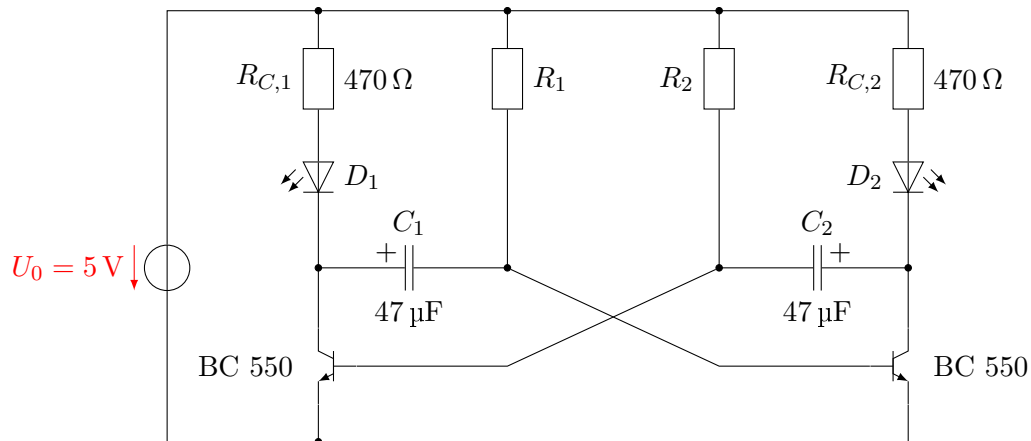 R_{C,1} 470 Ω R_1 R_2 R_{C,2} 470 Ω
D_1 D_2
C_1 C_2
+ +
U_0 = 5 V
47 µF 47 µF
BC 550 BC 550